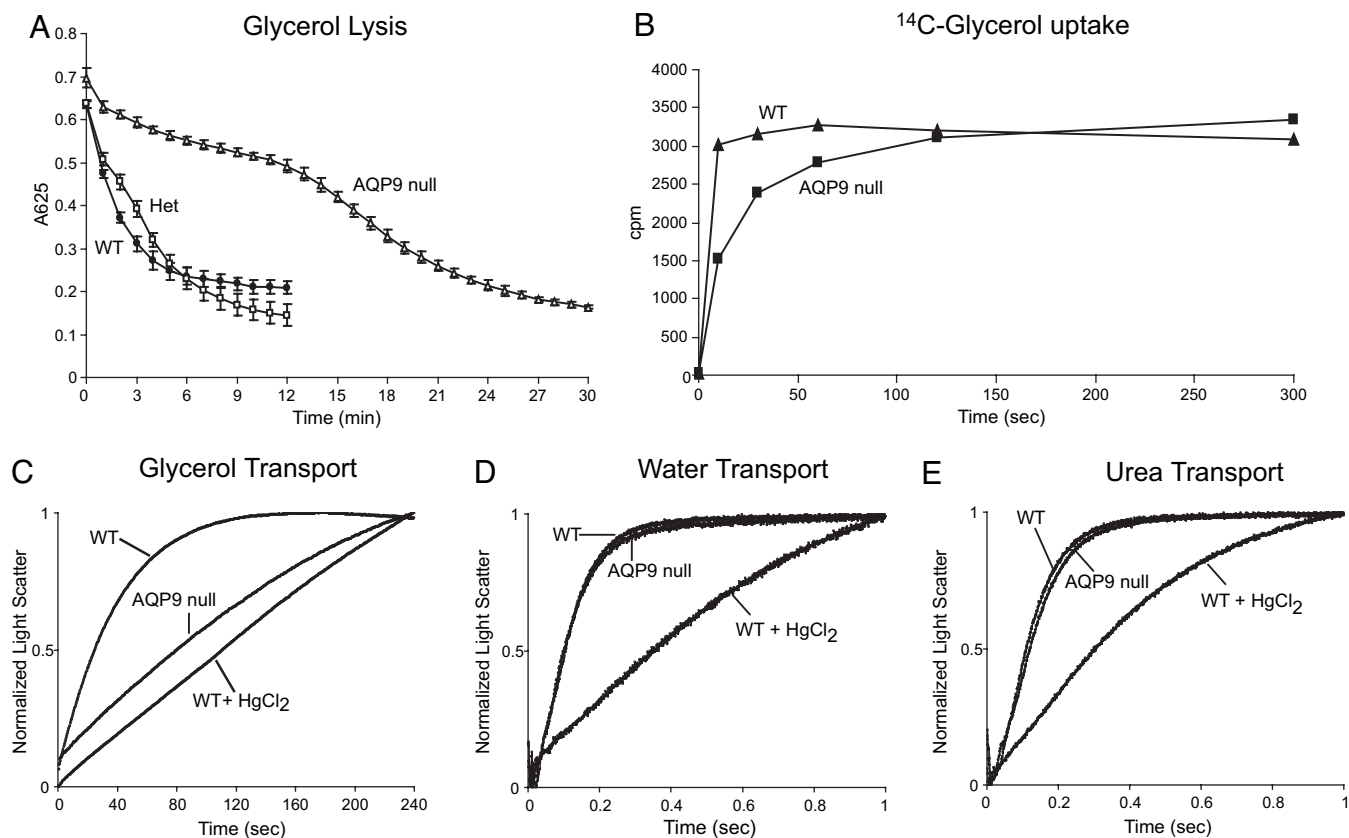 A
Glycerol Lysis
A625
0.7
0.6
0.5
0.4
0.3
0.2
0.1
0
Het
WT
AQP9 null
0
3
6
9
12
15
18
21
24
27
30
Time (min)
B
14C-Glycerol uptake
cpm
4000
3500
3000
2500
2000
1500
1000
500
0
WT
AQP9 null
0
50
100
150
200
250
300
Time (sec)
C
Glycerol Transport
Normalized Light Scatter
1
0.5
0
WT
AQP9 null
WT+ HgCl2
0
40
80
120
160
200
240
Time (sec)
D
Water Transport
Normalized Light Scatter
1
0.5
0
WT
AQP9 null
WT + HgCl2
0
0.2
0.4
0.6
0.8
1
Time (sec)
E
Urea Transport
Normalized Light Scatter
1
0.5
0
WT
AQP9 null
WT + HgCl2
0
0.2
0.4
0.6
0.8
1
Time (sec)